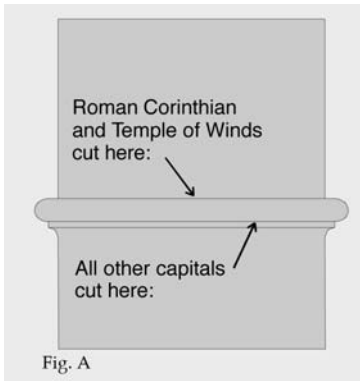 Roman Corinthian
and Temple of Winds
cut here:
All other capitals
cut here:
Fig. A